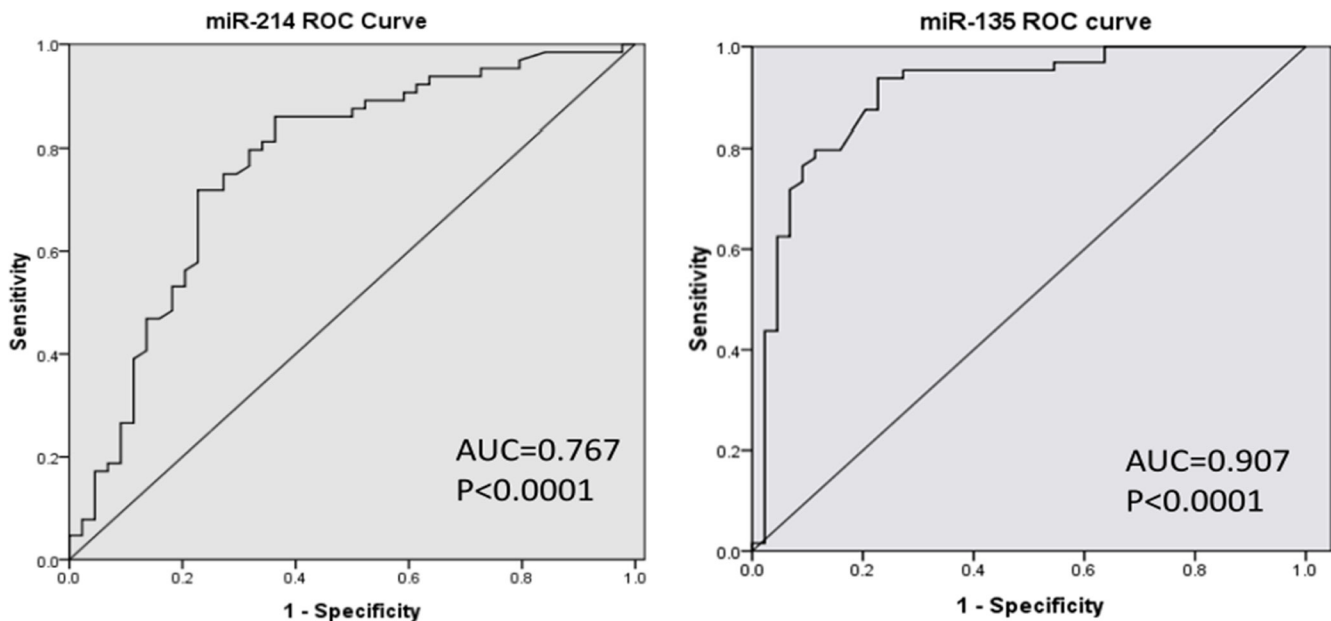 miR-214 ROC Curve
1.0
0.8
0.6
0.4
0.2
0.0
Sensitivity
AUC=0.767
P<0.0001
0.0 0.2 0.4 0.6 0.8 1.0
1 - Specificity
miR-135 ROC curve
1.0
0.8
0.6
0.4
0.2
0.0
Sensitivity
AUC=0.907
P<0.0001
0.0 0.2 0.4 0.6 0.8 1.0
1 - Specificity